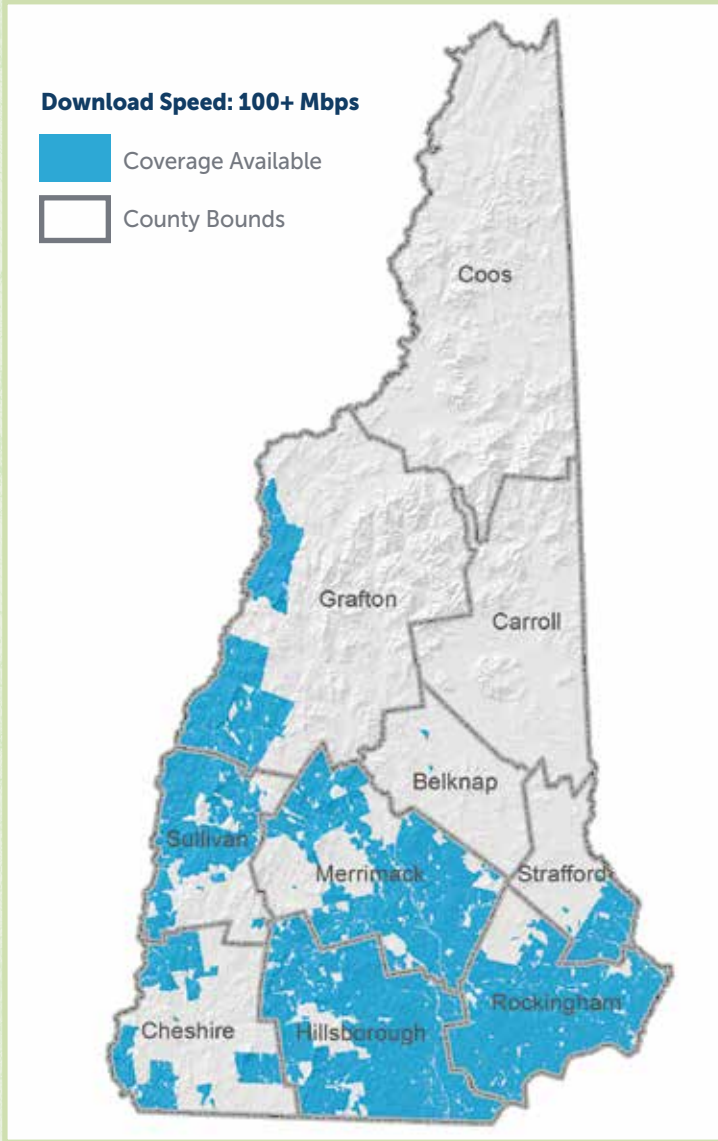 Download Speed: 100+ Mbps
Coverage Available
County Bounds
Coos
Grafton
Carroll
Belknap
Sullivan
Merrimack
Strafford
Rockingham
Cheshire
Hillsborough